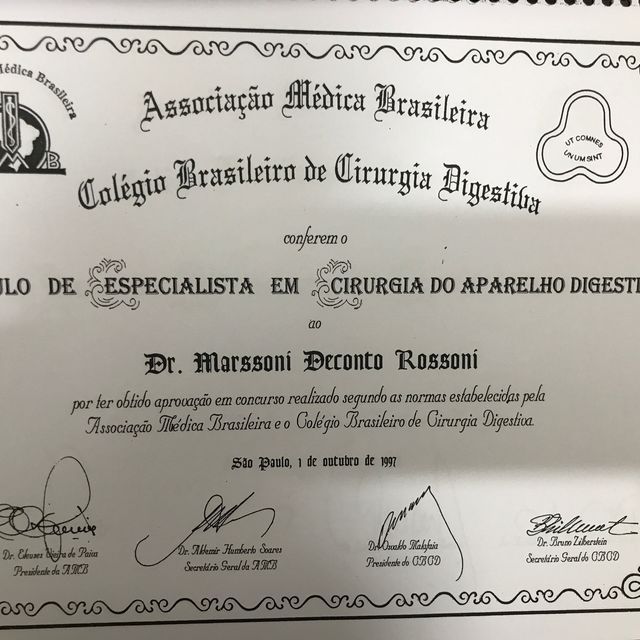 Médica Brasileira
B
UT OMNES
UNUM SINT
Associação Médica Brasileira
Colégio Brasileiro de Cirurgia Digestiva
conferem o
ULO DE ESPECIALISTA EM CIRURGIA DO APARELHO DIGESTI
ao
Dr. Marssoni Deconto Rossoni
por ter obtido aprovação em concurso realizado segundo as normas estabelecidas pela
Associação Médica Brasileira e o Colégio Brasileiro de Cirurgia Digestiva.
São Paulo, 1 de outubro de 1997
Dr. Eleuses Vieira de Paiva
Presidente da AMB
Dr. Aldemir Humberto Soares
Secretário Geral da AMB
Dr. Osvaldo Malafaia
Presidente do CBCD
Dr. Bruno Zilberstein
Secretário Geral do CBCD